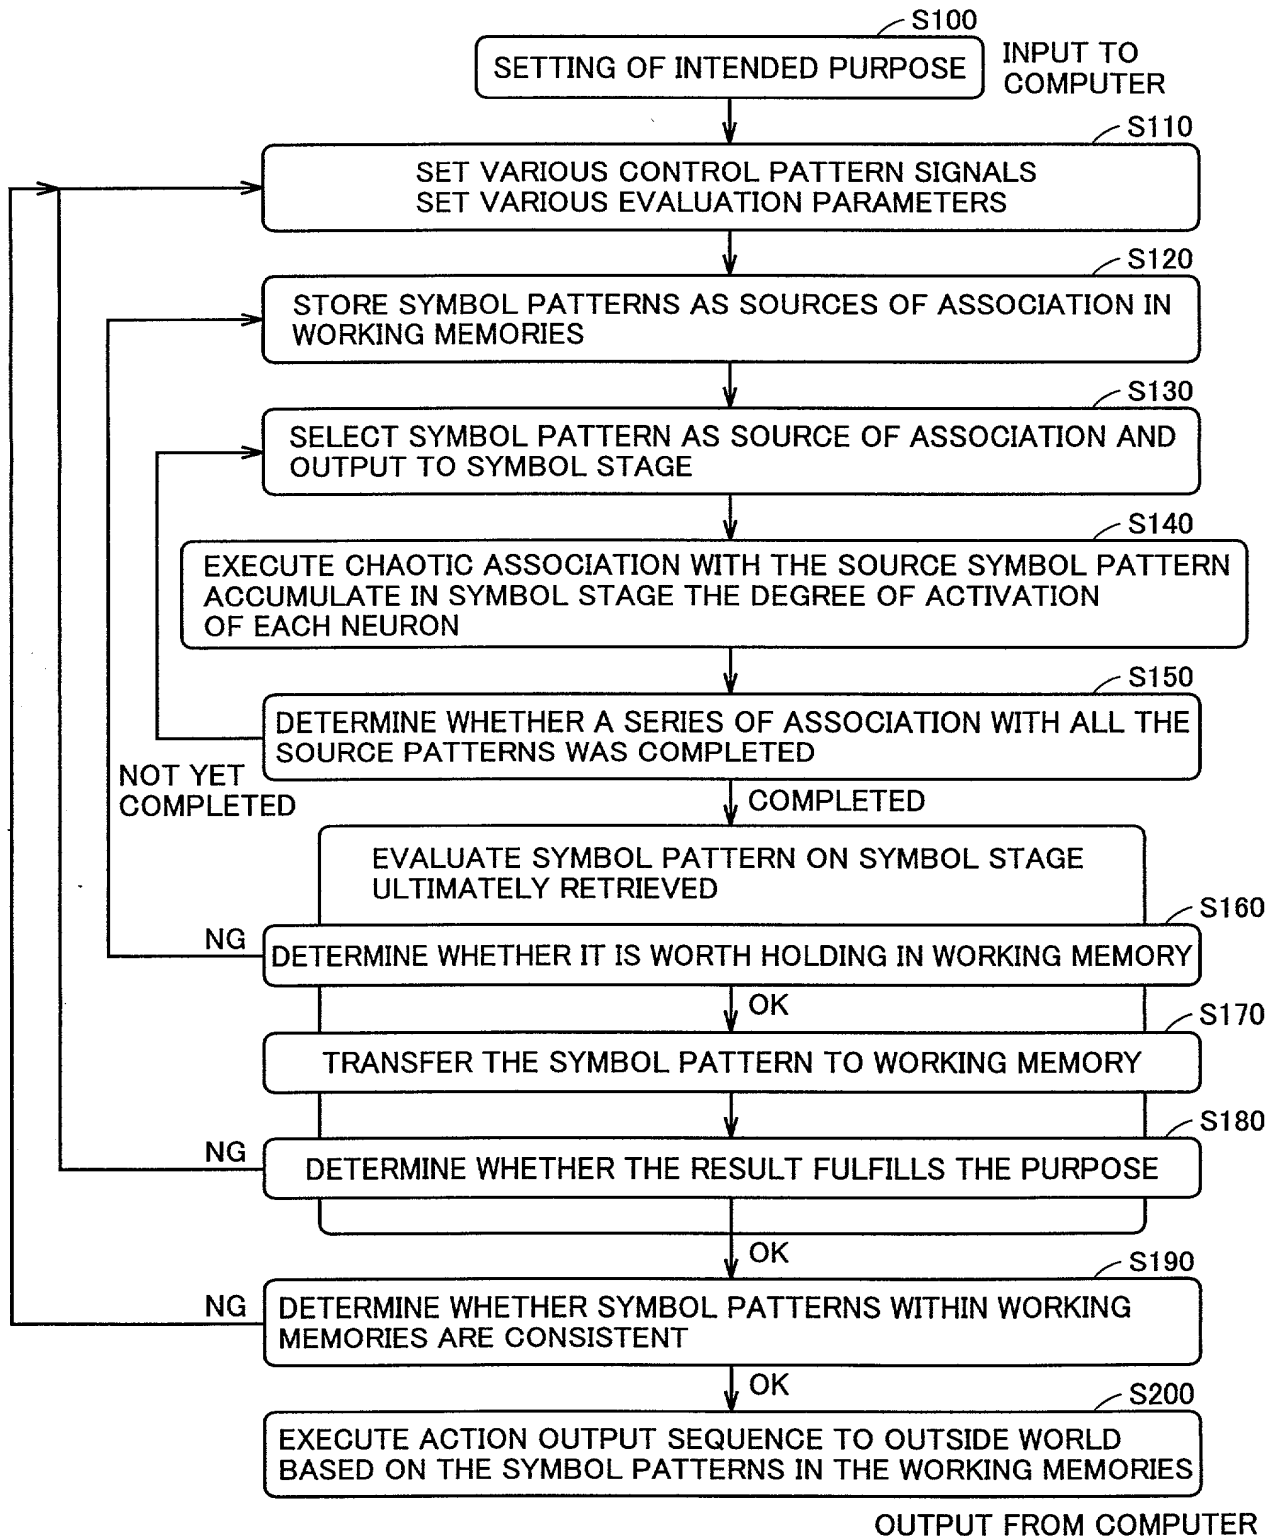 S100
SETTING OF INTENDED PURPOSE
INPUT TO
COMPUTER
S110
SET VARIOUS CONTROL PATTERN SIGNALS
SET VARIOUS EVALUATION PARAMETERS
S120
STORE SYMBOL PATTERNS AS SOURCES OF ASSOCIATION IN
WORKING MEMORIES
S130
SELECT SYMBOL PATTERN AS SOURCE OF ASSOCIATION AND
OUTPUT TO SYMBOL STAGE
S140
EXECUTE CHAOTIC ASSOCIATION WITH THE SOURCE SYMBOL PATTERN
ACCUMULATE IN SYMBOL STAGE THE DEGREE OF ACTIVATION
OF EACH NEURON
S150
DETERMINE WHETHER A SERIES OF ASSOCIATION WITH ALL THE
SOURCE PATTERNS WAS COMPLETED
NOT YET
COMPLETED
COMPLETED
EVALUATE SYMBOL PATTERN ON SYMBOL STAGE
ULTIMATELY RETRIEVED
S160
NG
DETERMINE WHETHER IT IS WORTH HOLDING IN WORKING MEMORY
OK
S170
TRANSFER THE SYMBOL PATTERN TO WORKING MEMORY
S180
NG
DETERMINE WHETHER THE RESULT FULFILLS THE PURPOSE
OK
S190
NG
DETERMINE WHETHER SYMBOL PATTERNS WITHIN WORKING
MEMORIES ARE CONSISTENT
OK
S200
EXECUTE ACTION OUTPUT SEQUENCE TO OUTSIDE WORLD
BASED ON THE SYMBOL PATTERNS IN THE WORKING MEMORIES
OUTPUT FROM COMPUTER